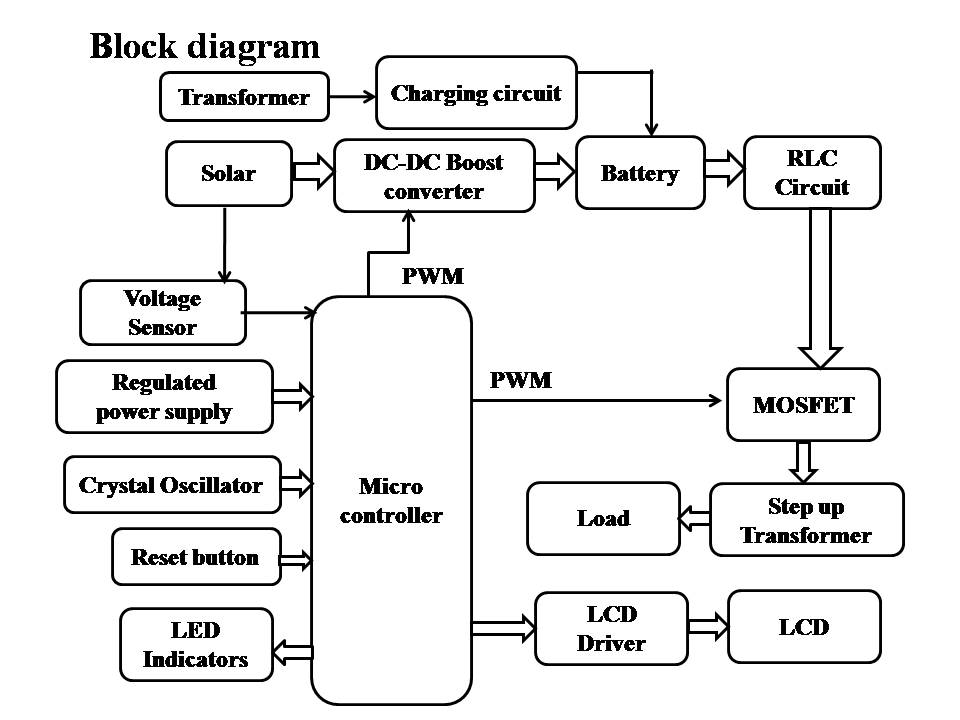 Block diagram
Transformer
Charging circuit
Solar
DC-DC Boost
converter
Battery
RLC
Circuit
PWM
Voltage
Sensor
Regulated
power supply
PWM
MOSFET
Crystal Oscillator
Micro
controller
Load
Step up
Transformer
Reset button
LED
Indicators
LCD
Driver
LCD